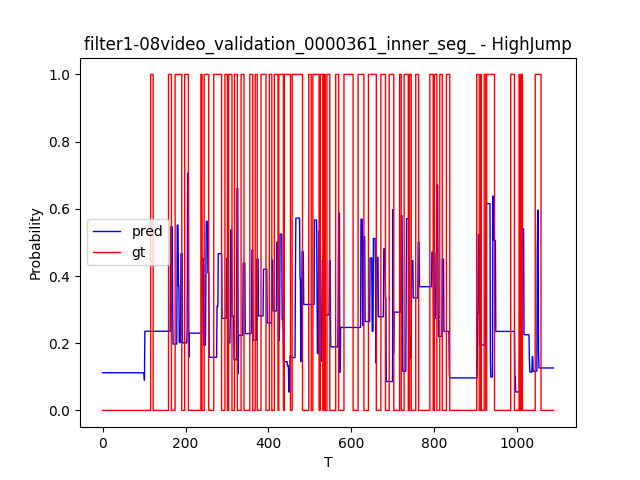 filter1-08video_validation_0000361_inner_seg_ - HighJump
1.0
0.8
0.6
0.4
0.2
0.0
Probability
pred
gt
0 200 400 600 800 1000
T